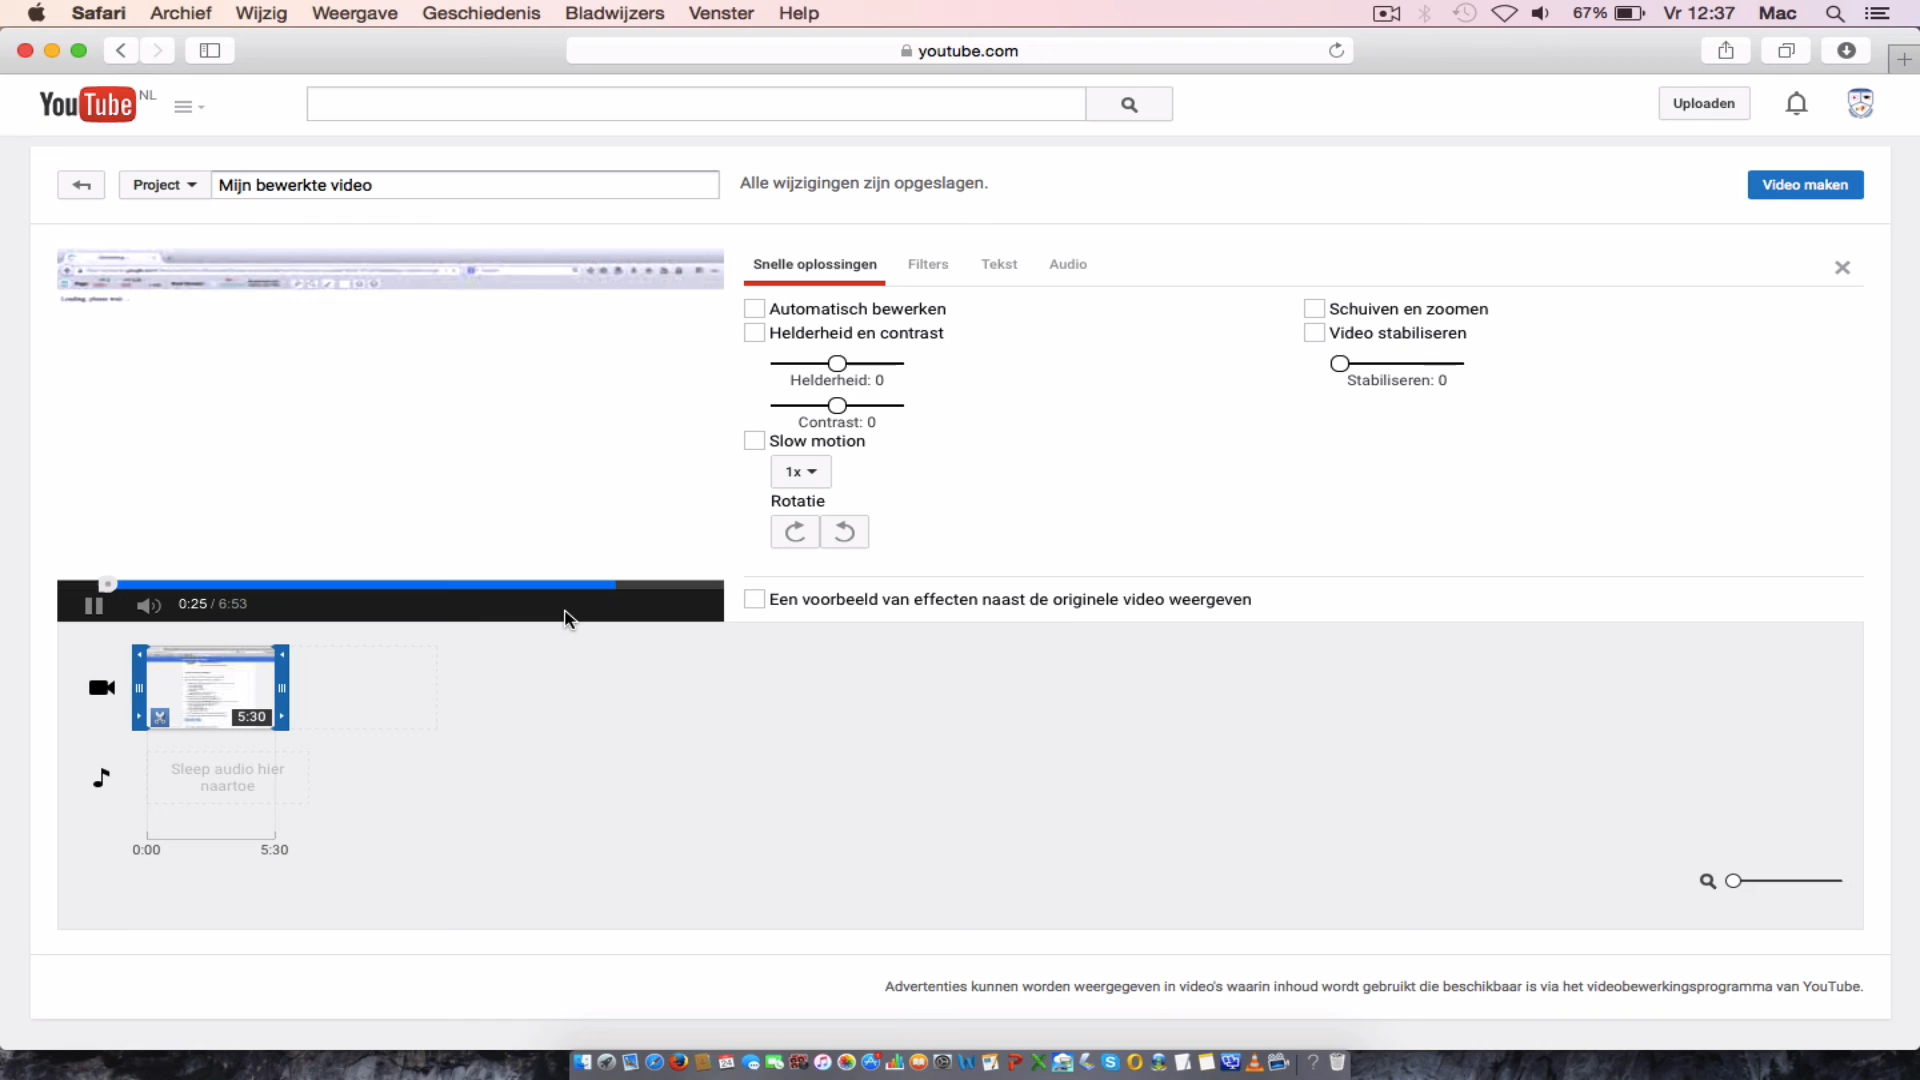 Safari Archief Wijzig Weergave Geschiedenis Bladwijzers Venster Help 67% Vr 12:37 Mac
youtube.com
YouTube NL
Uploaden
Project Mijn bewerkte video Alle wijzigingen zijn opgeslagen. Video maken
Snelle oplossingen Filters Tekst Audio
Loading, please wait...
Automatisch bewerken
Helderheid en contrast
Helderheid: 0
Contrast: 0
Slow motion
1x
Rotatie
Schuiven en zoomen
Video stabiliseren
Stabiliseren: 0
0:25 / 6:53
Een voorbeeld van effecten naast de originele video weergeven
5:30
Sleep audio hier
naartoe
0:00 5:30
Advertenties kunnen worden weergegeven in video's waarin inhoud wordt gebruikt die beschikbaar is via het videobewerkingsprogramma van YouTube.